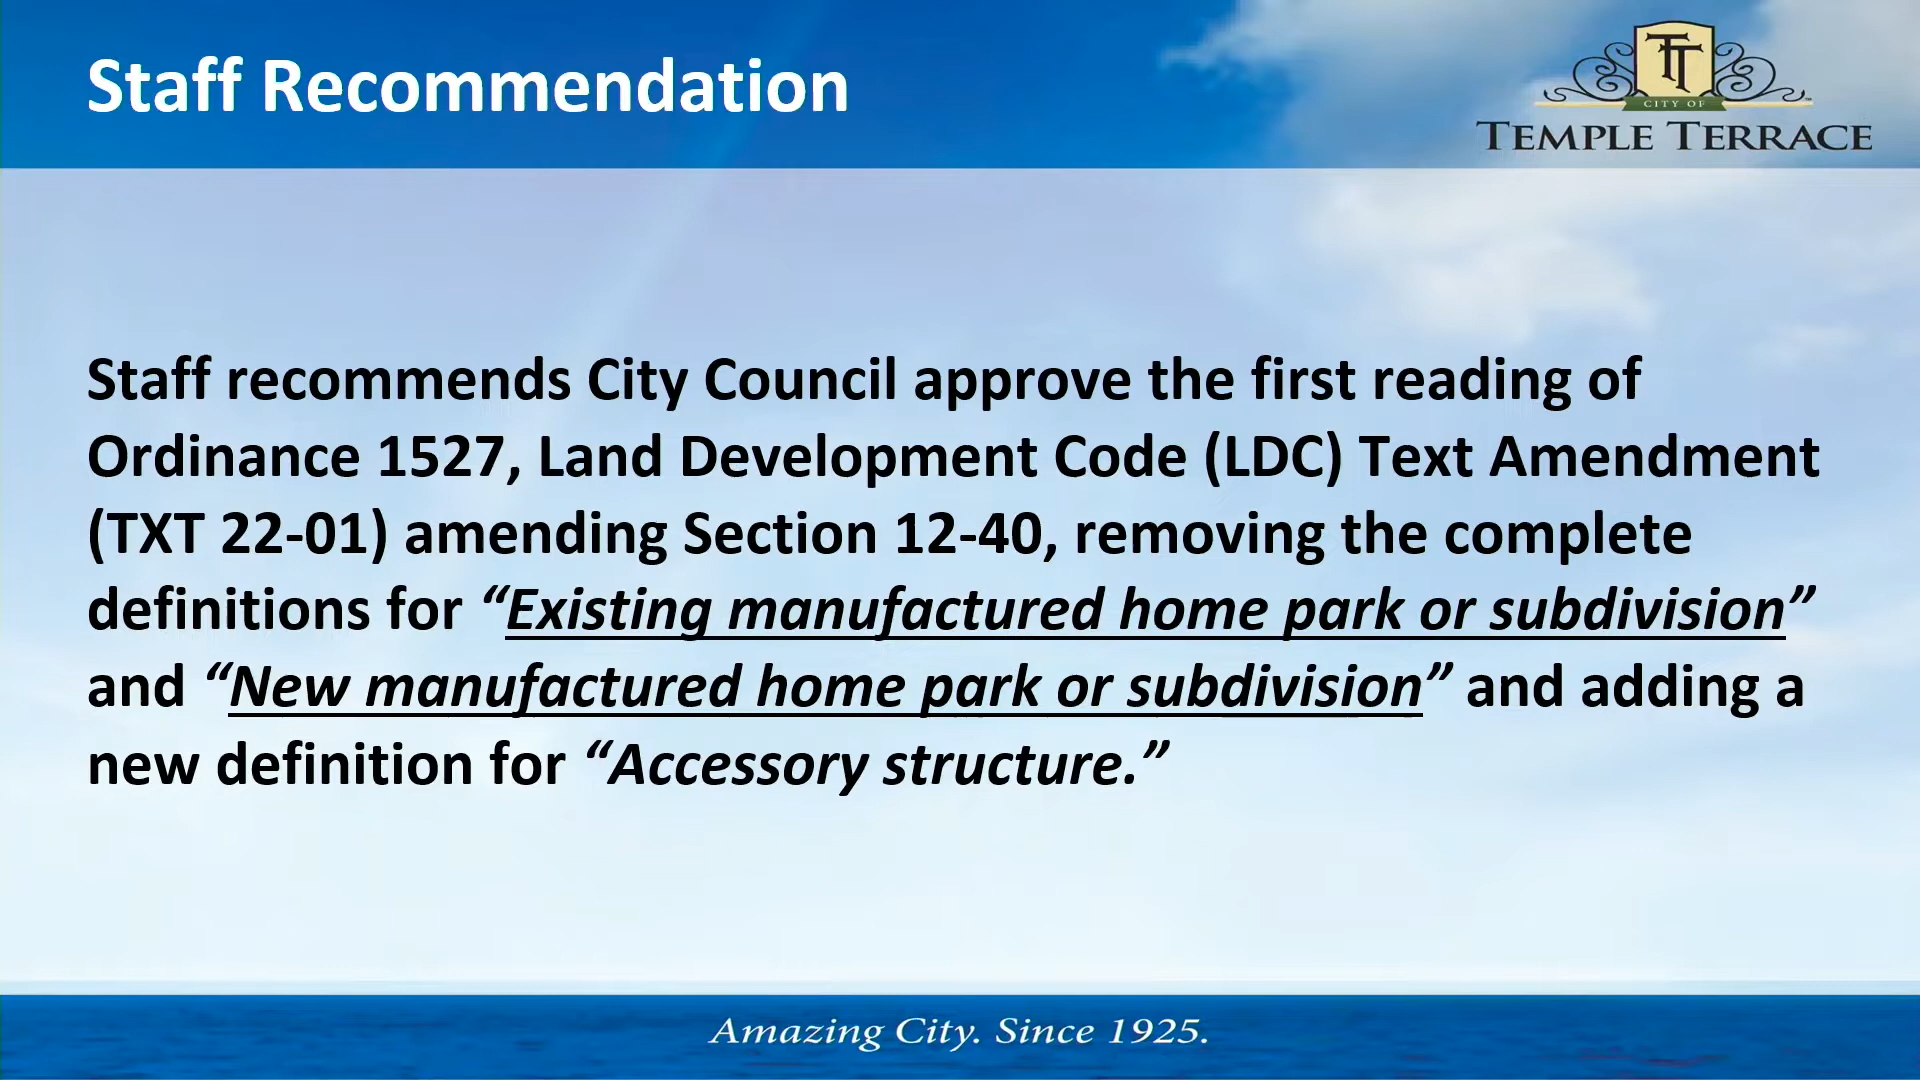 Staff Recommendation
TT
CITY OF
TEMPLE TERRACE
Staff recommends City Council approve the first reading of
Ordinance 1527, Land Development Code (LDC) Text Amendment
(TXT 22-01) amending Section 12-40, removing the complete
definitions for “Existing manufactured home park or subdivision”
and “New manufactured home park or subdivision” and adding a
new definition for “Accessory structure.”
Amazing City. Since 1925.